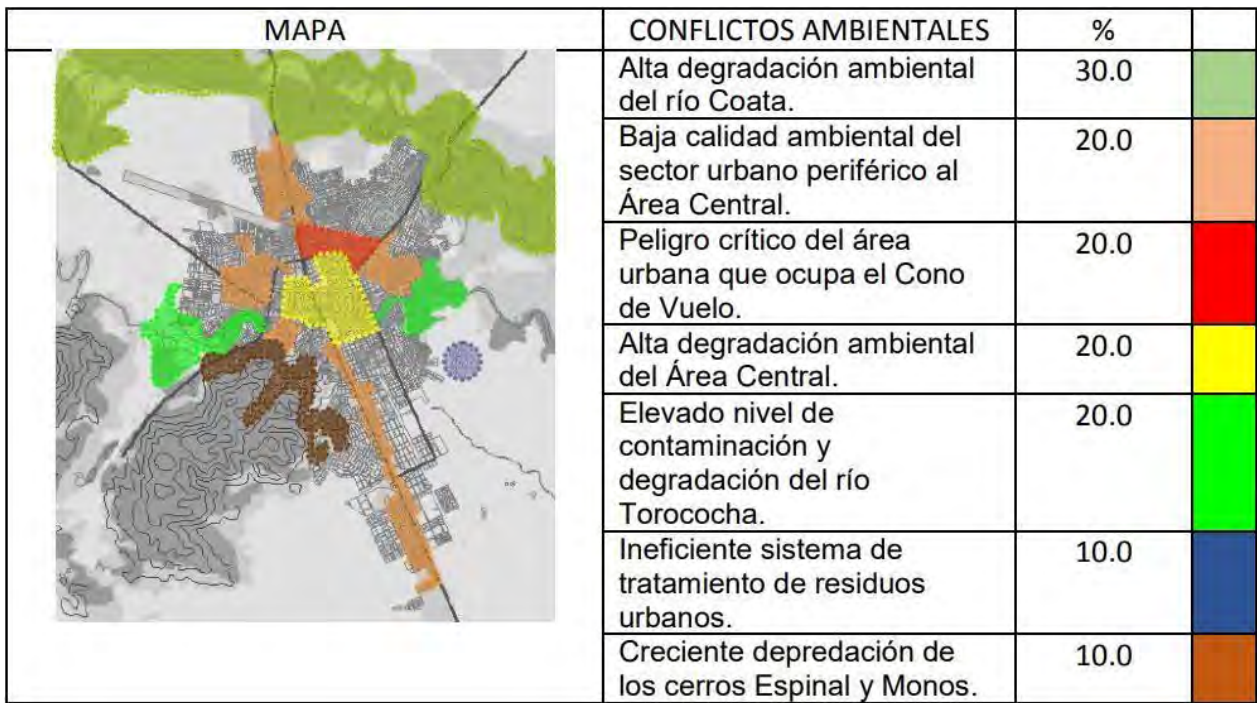 MAPA
CONFLICTOS AMBIENTALES
%
Alta degradación ambiental
del río Coata.
30.0
Baja calidad ambiental del
sector urbano periférico al
Área Central.
20.0
Peligro crítico del área
urbana que ocupa el Cono
de Vuelo.
20.0
Alta degradación ambiental
del Área Central.
20.0
Elevado nivel de
contaminación y
degradación del río
Torococha.
20.0
Ineficiente sistema de
tratamiento de residuos
urbanos.
10.0
Creciente depredación de
los cerros Espinal y Monos.
10.0